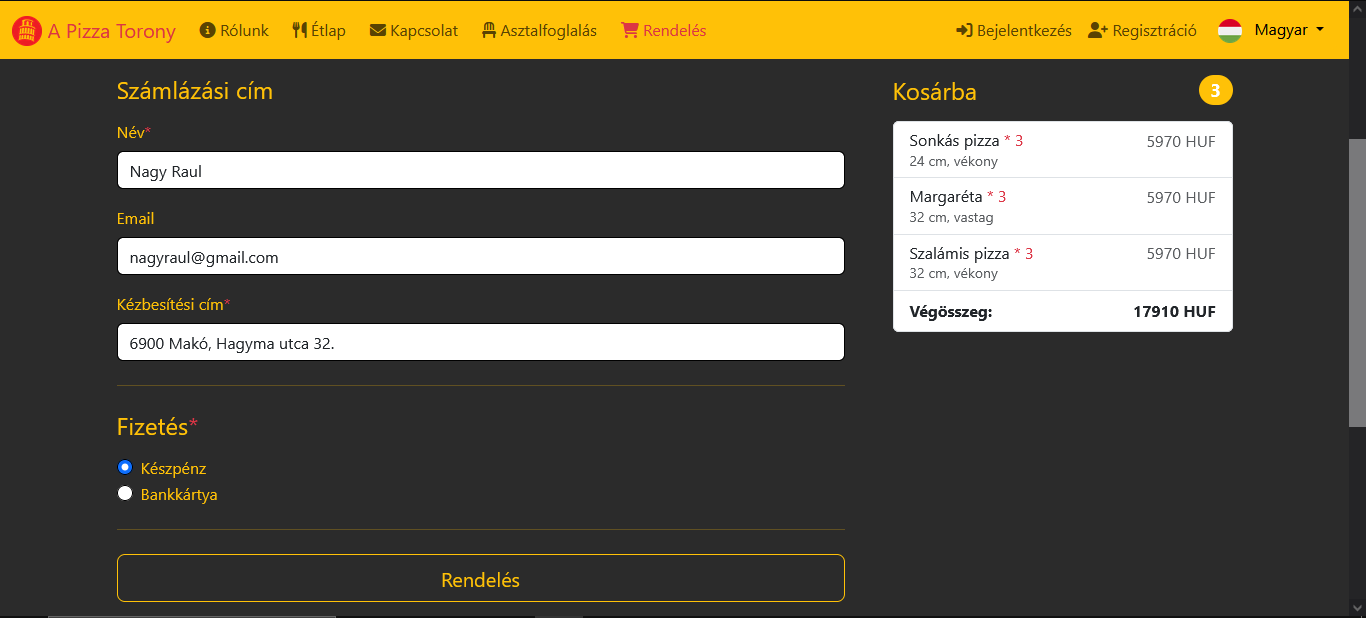 A Pizza Torony Rólunk Étlap Kapcsolat Asztalfoglalás Rendelés Bejelentkezés Regisztráció Magyar
Számlázási cím
Név*
Nagy Raul
Email
nagyraul@gmail.com
Kézbesítési cím*
6900 Makó, Hagyma utca 32.
Fizetés*
Készpénz
Bankkártya
Rendelés
Kosárba 3
Sonkás pizza * 3 5970 HUF
24 cm, vékony
Margaréta * 3 5970 HUF
32 cm, vastag
Szalámis pizza * 3 5970 HUF
32 cm, vékony
Végösszeg: 17910 HUF